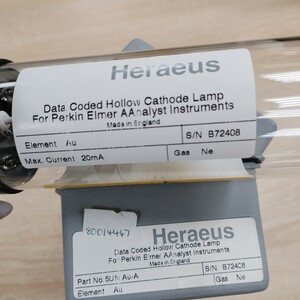 Heraeus
Data Coded Hollow Cathode Lamp
For Perkin Elmer AAnalyst Instruments
Made in England
Element Au
S/N B72408
Max. Current 20mA
Gas Ne
80014447
Heraeus
Data Coded Hollow Cathode Lamp
For Perkin Elmer AAnalyst Instruments
Made in England
Part No. 5UN Au-A
S/N B72408
Element Au
Gas Ne